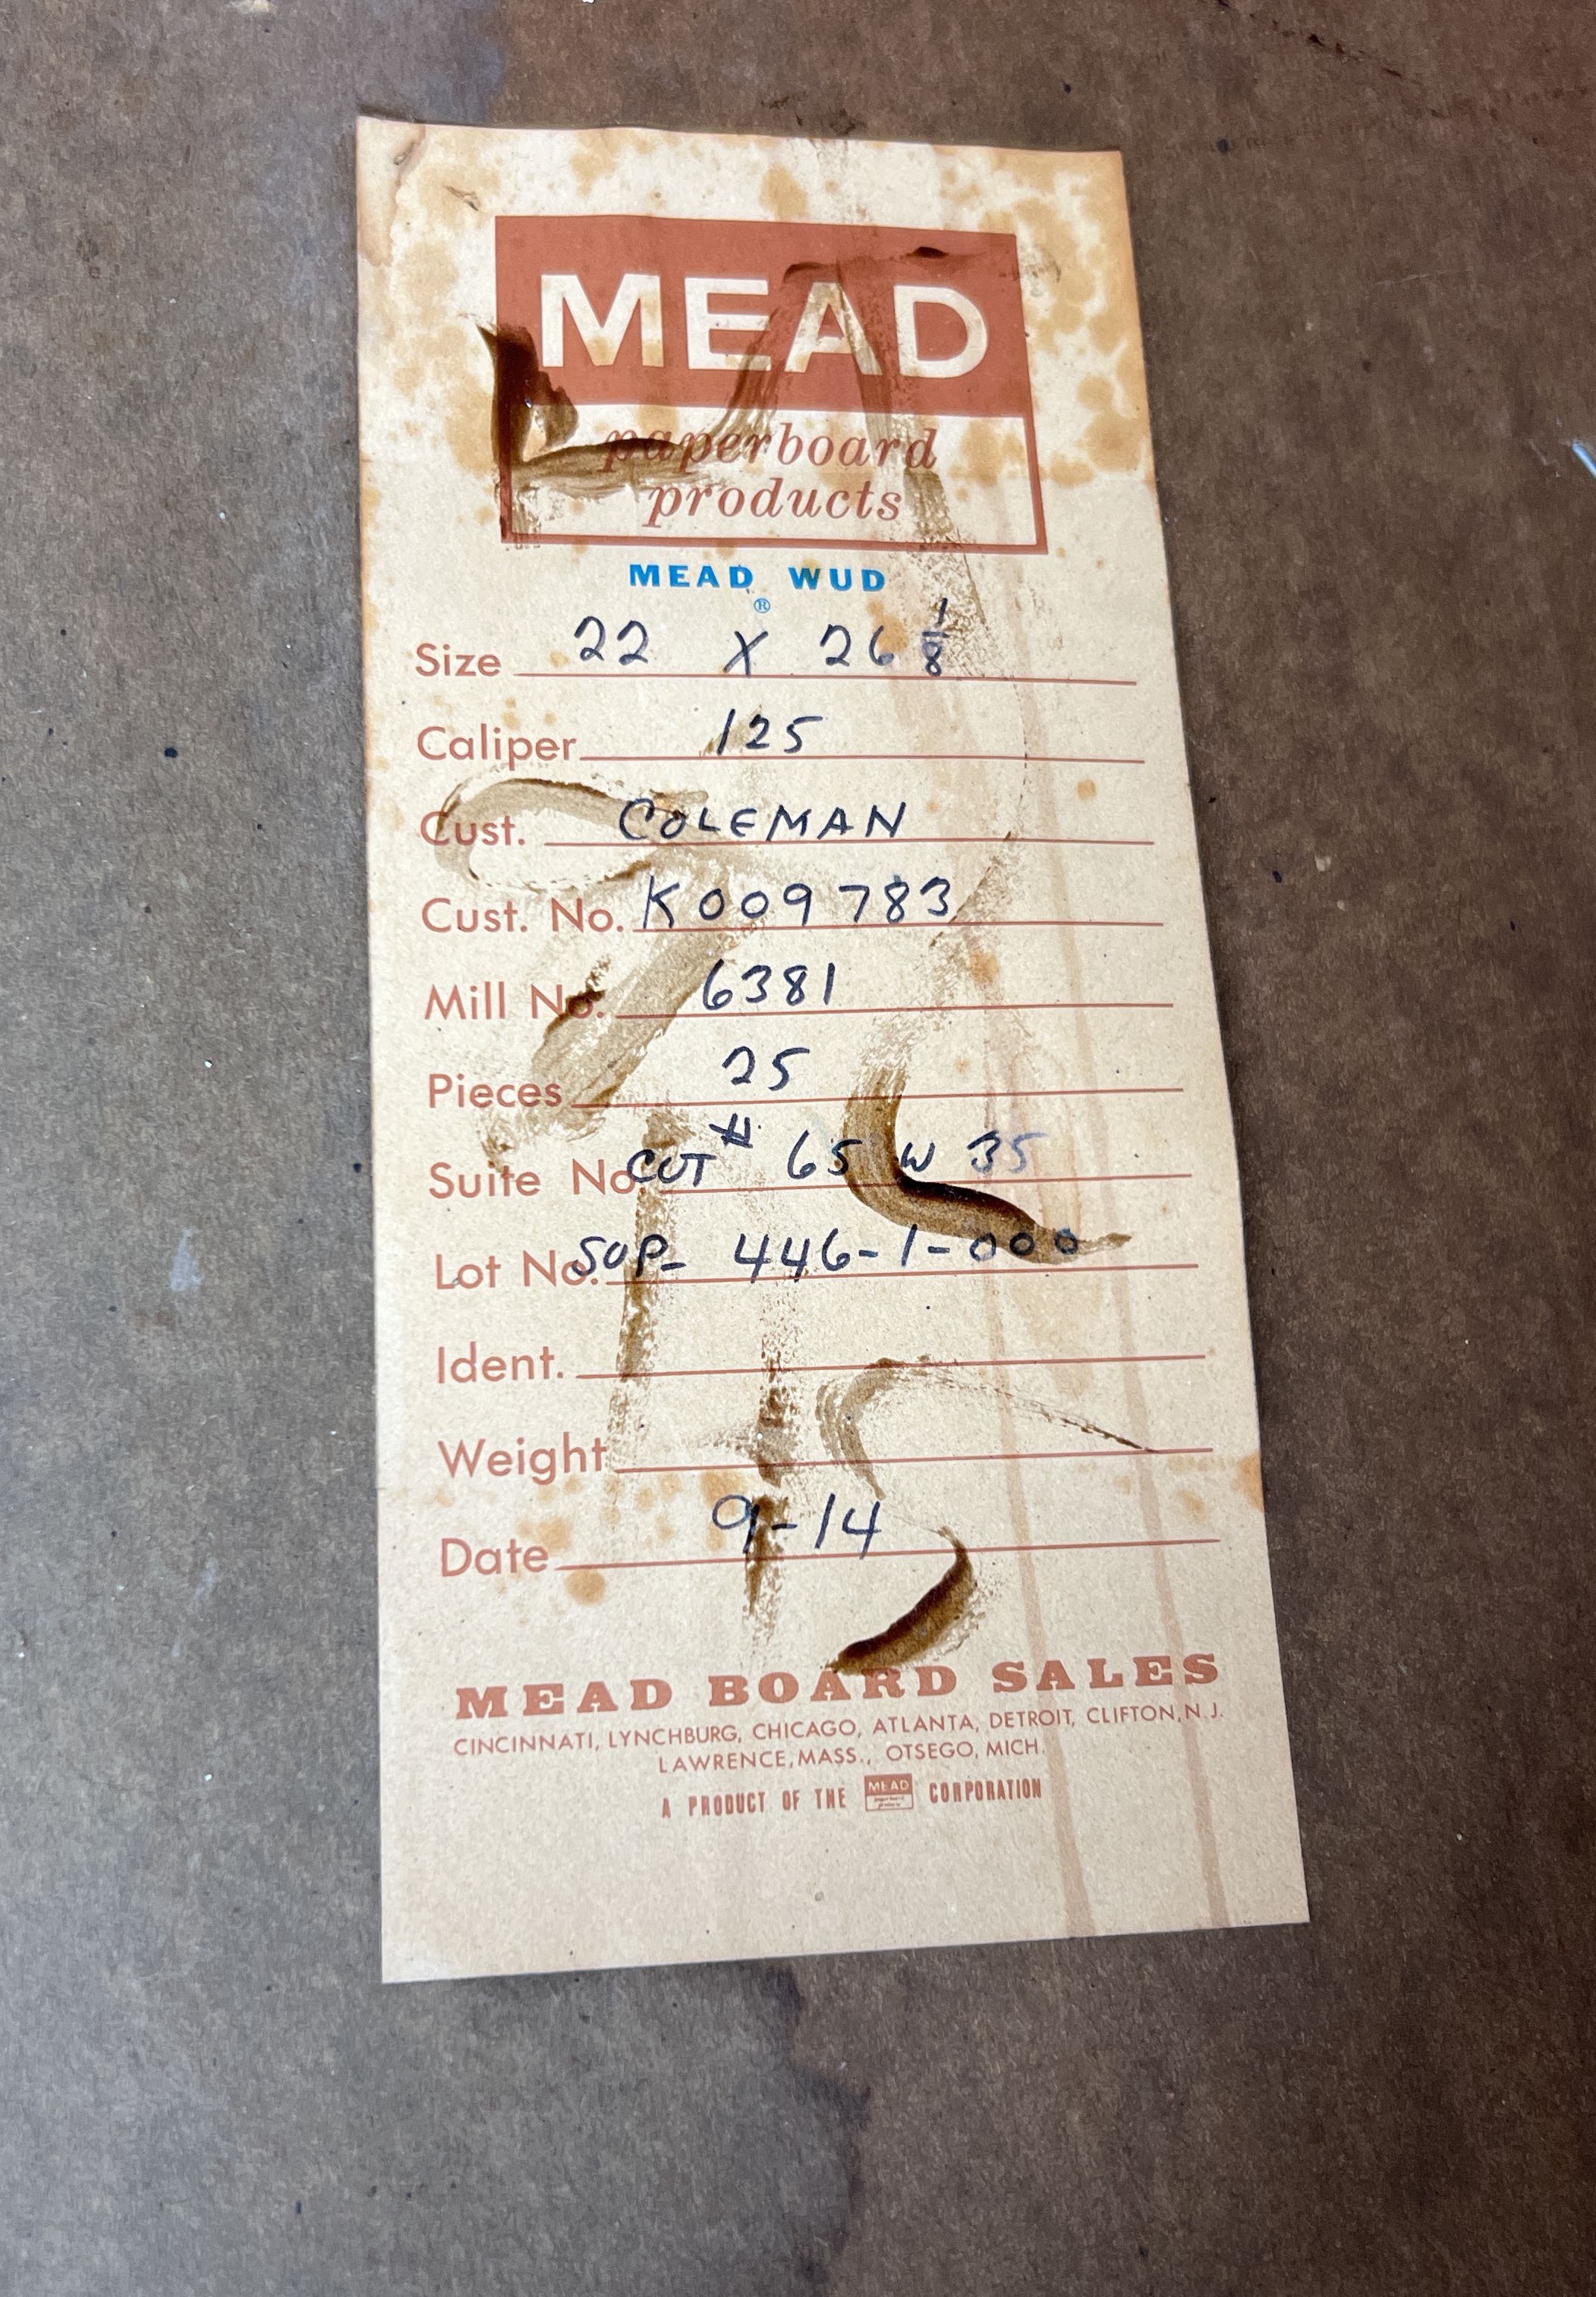 MEAD
paperboard
products
MEAD WUD
®
Size 22 X 26 1/8
Caliper 125
Cust. COLEMAN
Cust. No. K009783
Mill No. 6381
Pieces 25
Suite No. CUT # 65 W 35
Lot No. SOP- 446-1-000
Ident.
Weight
Date 9-14
MEAD BOARD SALES
CINCINNATI, LYNCHBURG, CHICAGO, ATLANTA, DETROIT, CLIFTON, N.J.
LAWRENCE, MASS., OTSEGO, MICH.
A PRODUCT OF THE MEAD paperboard products CORPORATION